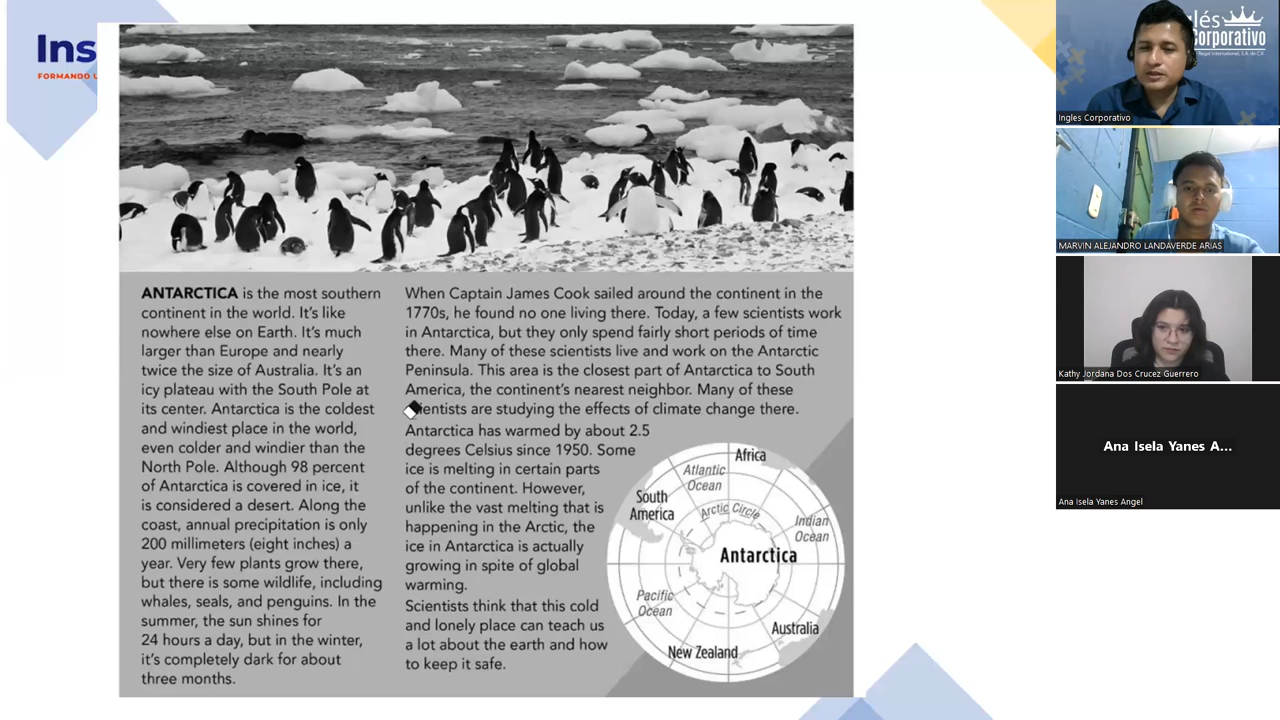 Ins
FORMANDO U
ANTARCTICA is the most southern
continent in the world. It's like
nowhere else on Earth. It's much
larger than Europe and nearly
twice the size of Australia. It's an
icy plateau with the South Pole at
its center. Antarctica is the coldest
and windiest place in the world,
even colder and windier than the
North Pole. Although 98 percent
of Antarctica is covered in ice, it
is considered a desert. Along the
coast, annual precipitation is only
200 millimeters (eight inches) a
year. Very few plants grow there,
but there is some wildlife, including
whales, seals, and penguins. In the
summer, the sun shines for
24 hours a day, but in the winter,
it's completely dark for about
three months.
When Captain James Cook sailed around the continent in the
1770s, he found no one living there. Today, a few scientists work
in Antarctica, but they only spend fairly short periods of time
there. Many of these scientists live and work on the Antarctic
Peninsula. This area is the closest part of Antarctica to South
America, the continent's nearest neighbor. Many of these
ientists are studying the effects of climate change there.
Antarctica has warmed by about 2.5
degrees Celsius since 1950. Some
ice is melting in certain parts
of the continent. However,
unlike the vast melting that is
happening in the Arctic, the
ice in Antarctica is actually
growing in spite of global
warming.
Scientists think that this cold
and lonely place can teach us
a lot about the earth and how
to keep it safe.
Africa
Atlantic
Ocean
South
America
Arctic Circle
Indian
Ocean
Antarctica
Pacific
Ocean
Australia
New Zealand
glés
orporativo
Regal International, S.A. de C.V.
Ingles Corporativo
MARVIN ALEJANDRO LANDAVERDE ARIAS
Kathy Jordana Dos Crucez Guerrero
Ana Isela Yanes A...
Ana Isela Yanes Angel